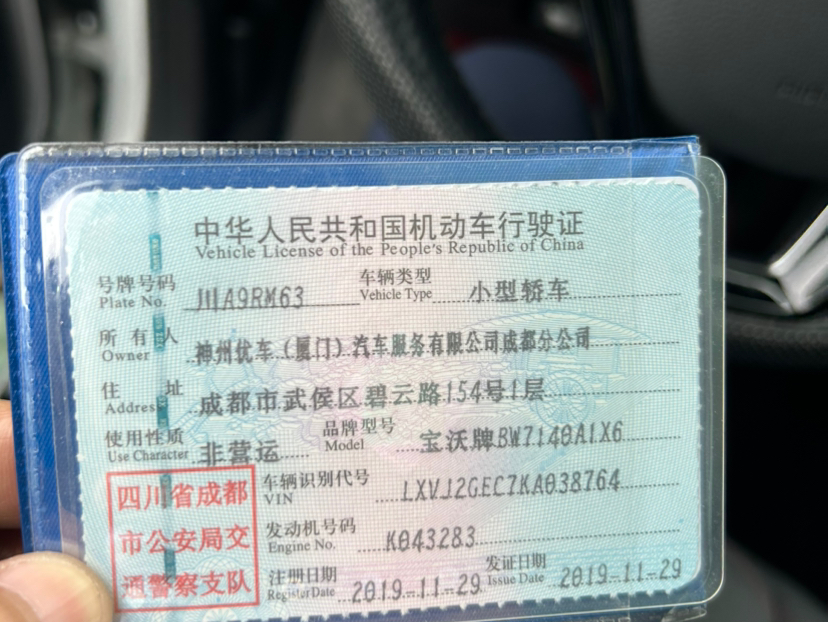 中华人民共和国机动车行驶证
Vehicle License of the People's Republic of China
号牌号码 川A9RM63 车辆类型 小型轿车
Plate No. Vehicle Type
所有人 神州优车(厦门)汽车服务有限公司成都分公司
Owner
住址 成都市武侯区碧云路154号1层
Address
使用性质 非营运 品牌型号 宝沃牌BW7140A1X6
Use Character Model
四川省成都
市公安局交
通警察支队
车辆识别代号 LXVJ2GEC7KA038764
VIN
发动机号码 K043283
Engine No.
注册日期 2019-11-29 发证日期 2019-11-29
Register Date Issue Date